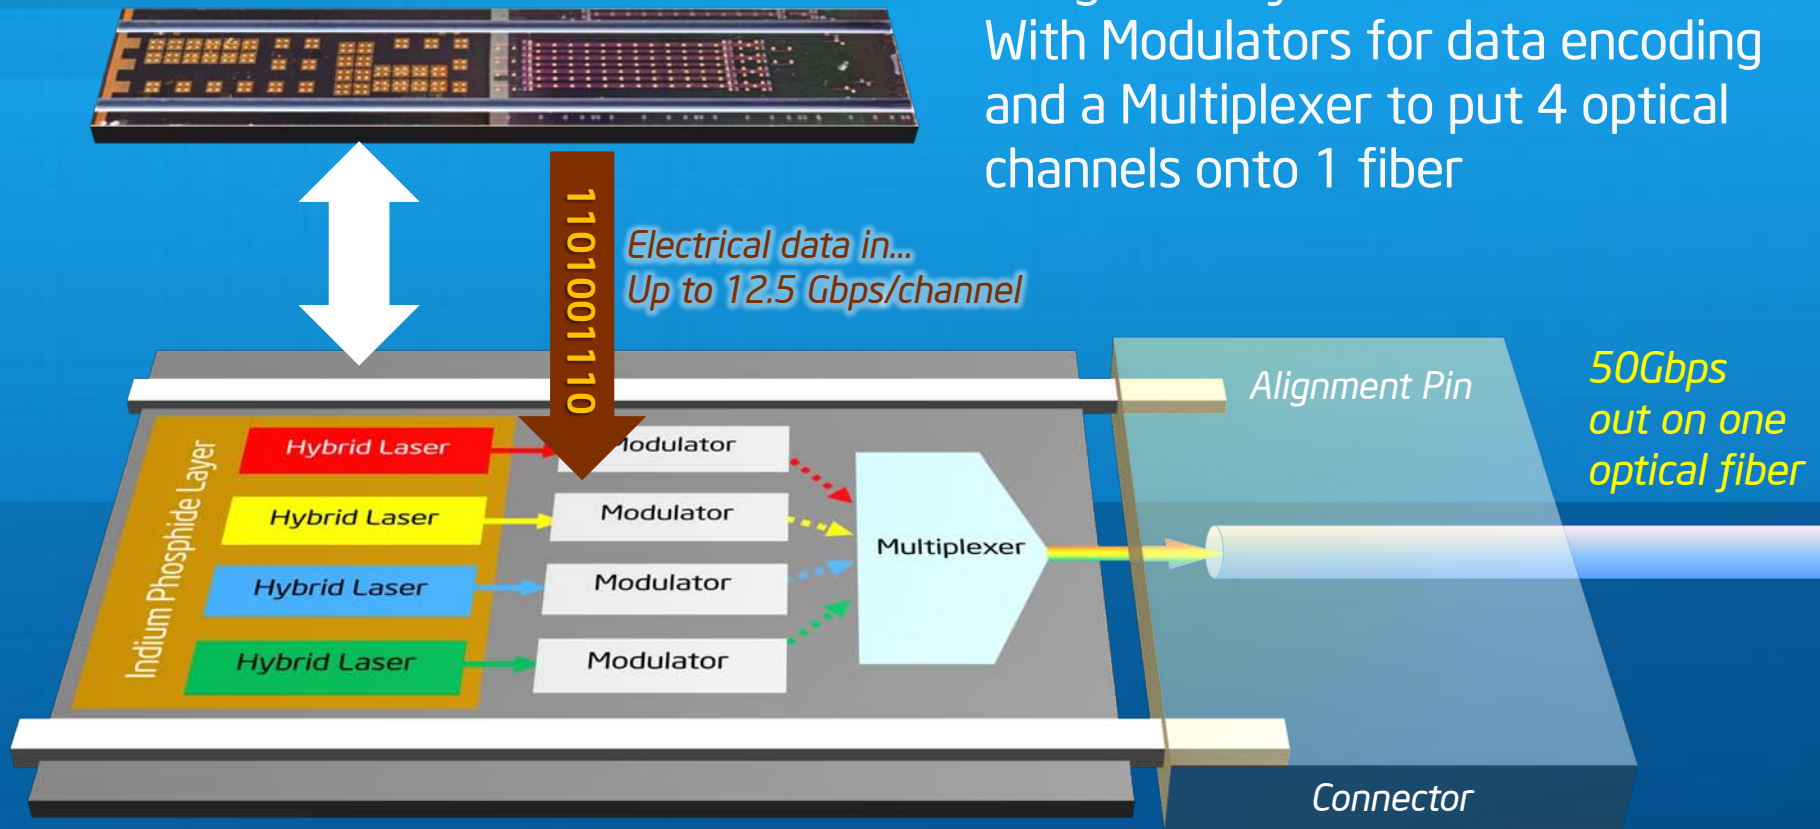 With Modulators for data encoding
and a Multiplexer to put 4 optical
channels onto 1 fiber
1101001110
Electrical data in...
Up to 12.5 Gbps/channel
Alignment Pin
50Gbps
out on one
optical fiber
Indium Phosphide Layer
Hybrid Laser
Modulator
Hybrid Laser
Modulator
Multiplexer
Hybrid Laser
Modulator
Hybrid Laser
Modulator
Connector